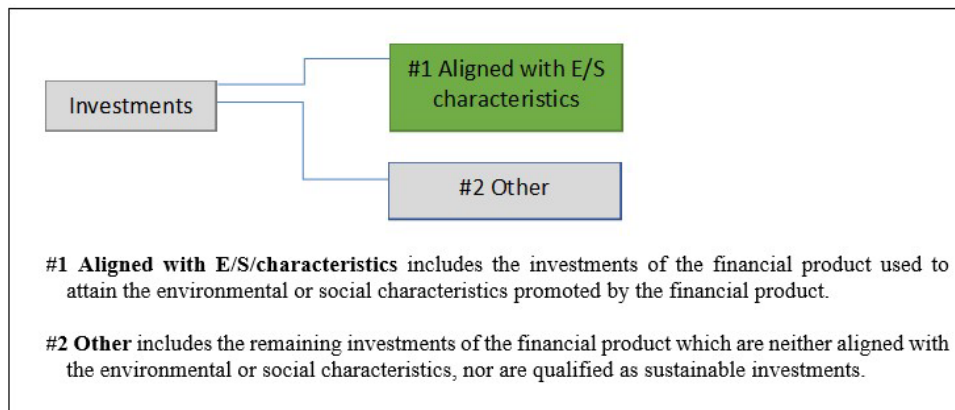 #1 Aligned with E/S
characteristics
Investments
#2 Other
#1 Aligned with E/S/characteristics includes the investments of the financial product used to
attain the environmental or social characteristics promoted by the financial product.
#2 Other includes the remaining investments of the financial product which are neither aligned with
the environmental or social characteristics, nor are qualified as sustainable investments.